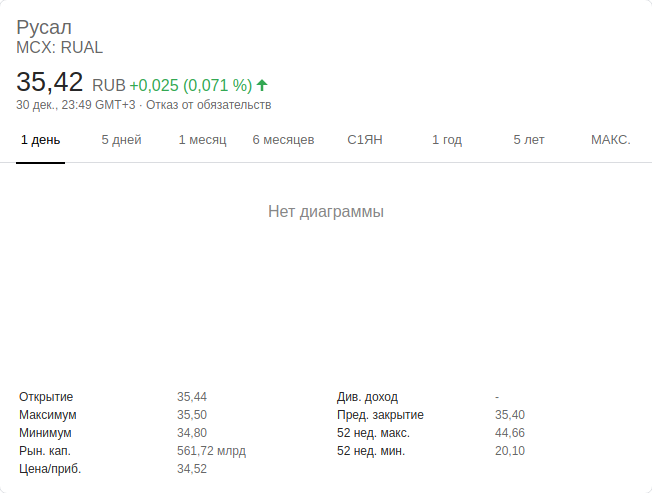 Русал
MCX: RUAL
35,42 RUB +0,025 (0,071 %)
30 дек., 23:49 GMT+3 · Отказ от обязательств
1 день 5 дней 1 месяц 6 месяцев С1ЯН 1 год 5 лет МАКС.
Нет диаграммы
Открытие 35,44 Див. доход -
Максимум 35,50 Пред. закрытие 35,40
Минимум 34,80 52 нед. макс. 44,66
Рын. кап. 561,72 млрд 52 нед. мин. 20,10
Цена/приб. 34,52